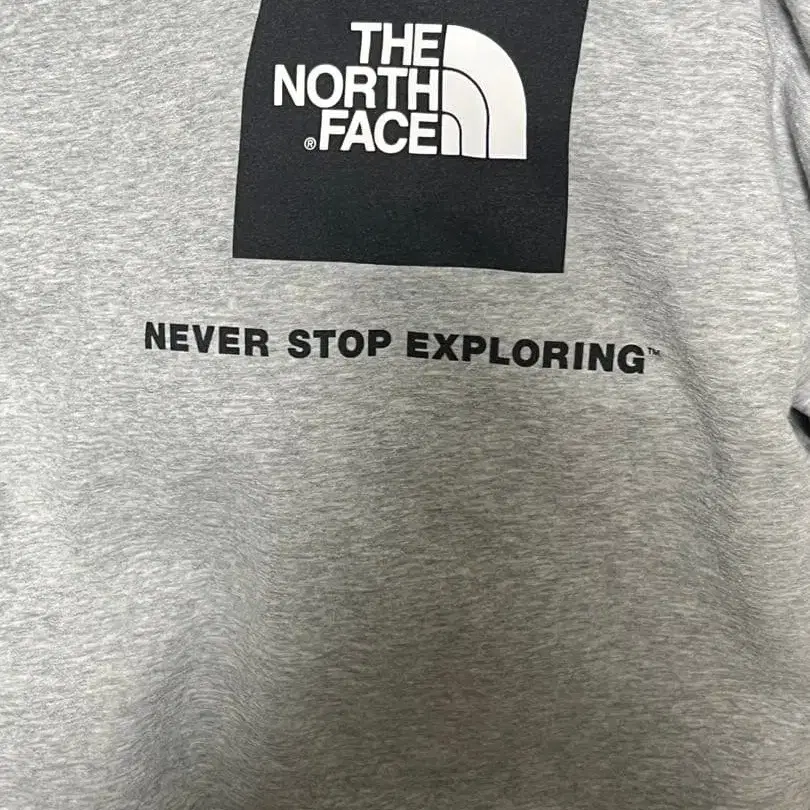 THE
NORTH
® FACE
NEVER STOP EXPLORING™